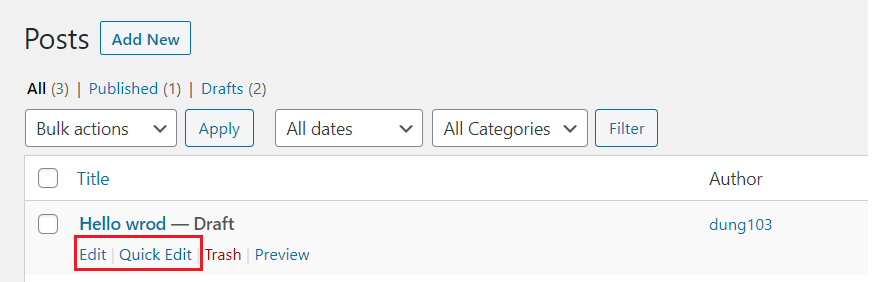 Posts Add New
All (3) | Published (1) | Drafts (2)
Bulk actions Apply All dates All Categories Filter
Title Author
Hello wrod — Draft dung103
Edit | Quick Edit | Trash | Preview